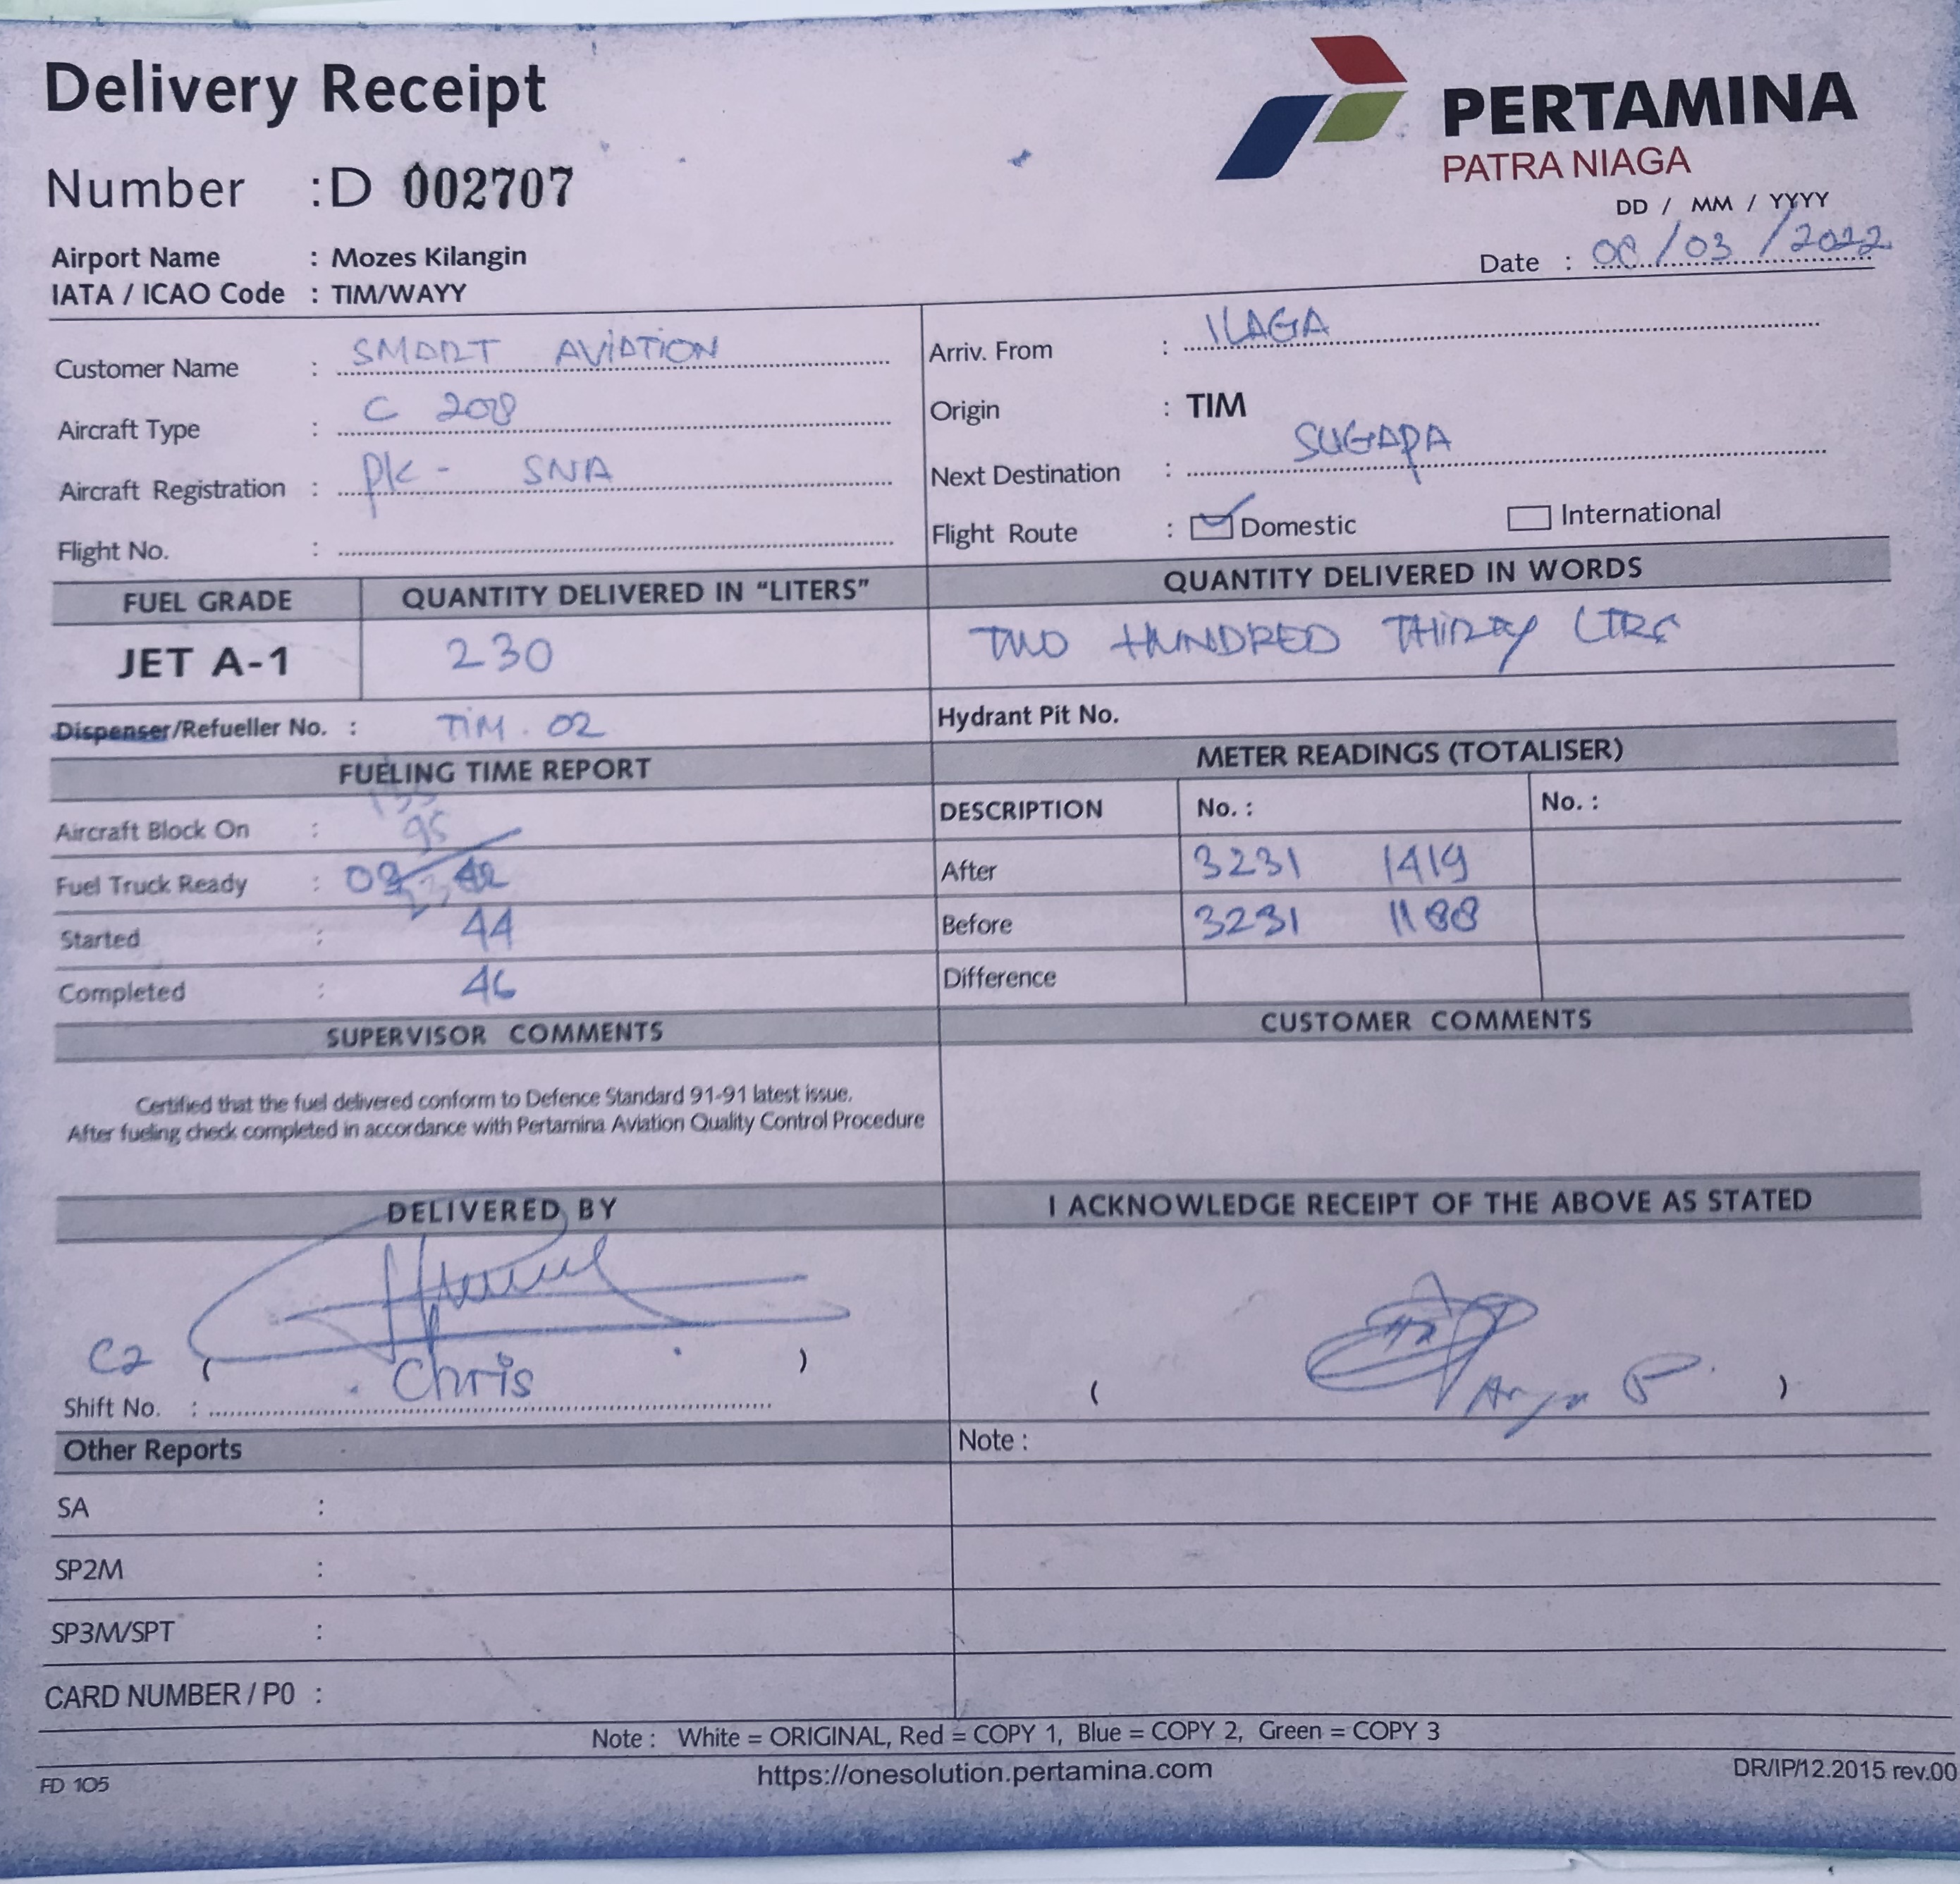 Delivery Receipt
PERTAMINA
PATRA NIAGA
Number : D 002707
DD / MM / YYYY
Date : 08/03/2022
Airport Name : Mozes Kilangin
IATA / ICAO Code : TIM/WAYY
Customer Name : SMART AVIATION
Arriv. From : ILAGA
Aircraft Type : C 208
Origin : TIM
Aircraft Registration : PK - SNA
Next Destination : SUGAPA
Flight No. :
Flight Route : Domestic International
FUEL GRADE QUANTITY DELIVERED IN “LITERS” QUANTITY DELIVERED IN WORDS
JET A-1 230 TWO HUNDRED THIRTY LTRS
Dispenser/Refueller No. : TIM . 02 Hydrant Pit No.
FUELING TIME REPORT METER READINGS (TOTALISER)
Aircraft Block On : DESCRIPTION No. : No. :
Fuel Truck Ready : After 3231 1419
Started : 44 Before 3231 1188
Completed : 46 Difference
SUPERVISOR COMMENTS CUSTOMER COMMENTS
Certified that the fuel delivered conform to Defence Standard 91-91 latest issue.
After fueling check completed in accordance with Pertamina Aviation Quality Control Procedure
DELIVERED BY I ACKNOWLEDGE RECEIPT OF THE ABOVE AS STATED
C2 ( Chris ) ( )
Shift No. :
Other Reports Note :
SA :
SP2M :
SP3M/SPT :
CARD NUMBER / P0 :
Note : White = ORIGINAL, Red = COPY 1, Blue = COPY 2, Green = COPY 3
FD 105 https://onesolution.pertamina.com DR/IP/12.2015 rev.00